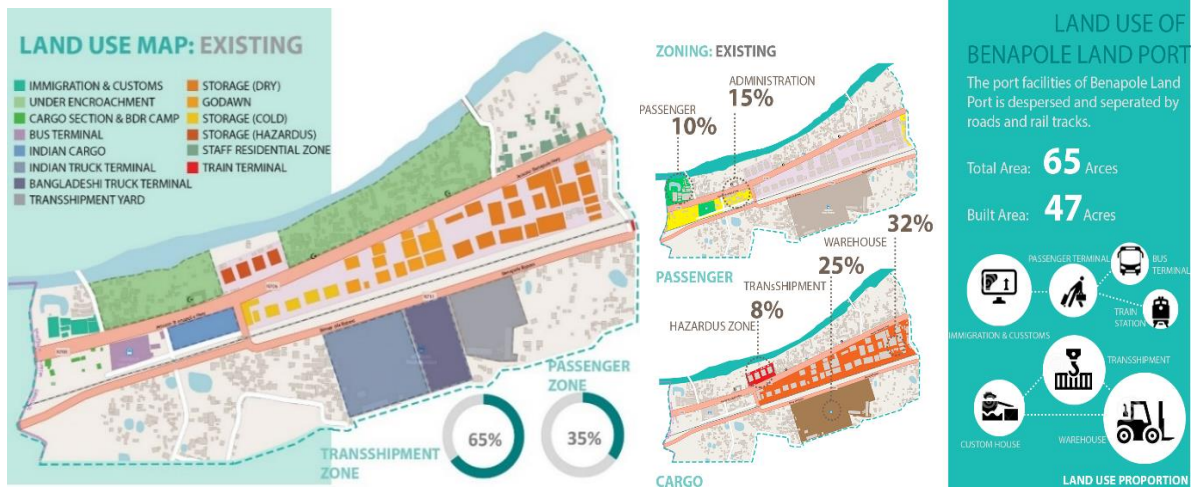 LAND USE MAP: EXISTING
IMMIGRATION & CUSTOMS
UNDER ENCROACHMENT
CARGO SECTION & BDR CAMP
BUS TERMINAL
INDIAN CARGO
INDIAN TRUCK TERMINAL
BANGLADESHI TRUCK TERMINAL
TRANSSHIPMENT YARD
STORAGE (DRY)
GODAWN
STORAGE (COLD)
STORAGE (HAZARDUS)
STAFF RESIDENTIAL ZONE
TRAIN TERMINAL
TRANSSHIPMENT
ZONE
65%
PASSENGER
ZONE
35%
ZONING: EXISTING
ADMINISTRATION
15%
PASSENGER
10%
PASSENGER
WAREHOUSE
32%
TRANsSHIPMENT
25%
HAZARDUS ZONE
8%
CARGO
LAND USE OF
BENAPOLE LAND PORT
The port facilities of Benapole Land
Port is despersed and seperated by
roads and rail tracks.
Total Area: 65 Arces
Built Area: 47 Acres
PASSENGER TERMINAL
BUS
TERMINAL
TRAIN
STATION
IMMIGRATION & CUSSTOMS
TRANSSHIPMENT
CUSTOM HOUSE
WAREHOUSE
LAND USE PROPORTION